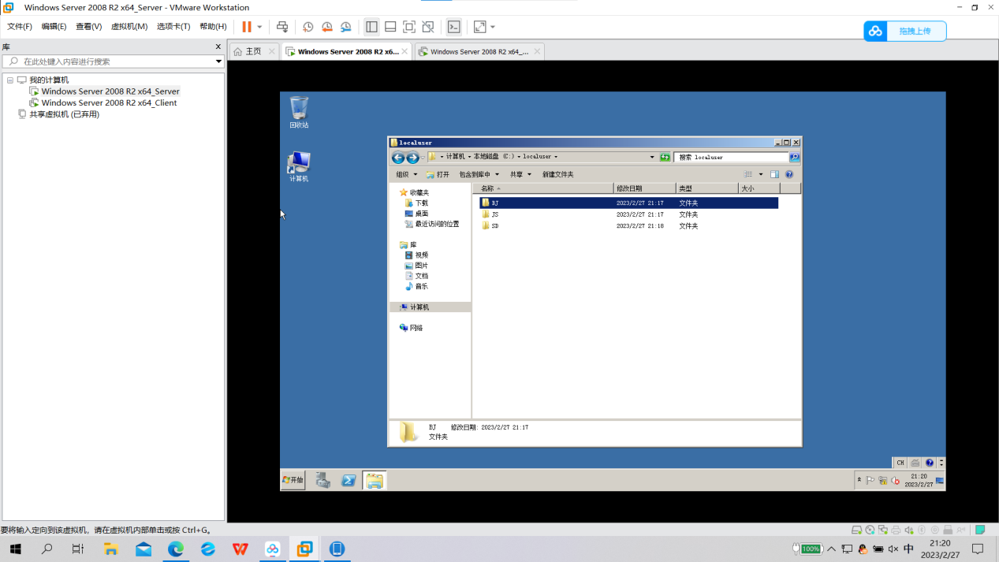 Windows Server 2008 R2 x64_Server - VMware Workstation
文件(F) 编辑(E) 查看(V) 虚拟机(M) 选项卡(T) 帮助(H)
拖拽上传
库
在此处键入内容进行搜索
主页
Windows Server 2008 R2 x6...
Windows Server 2008 R2 x64_...
我的计算机
Windows Server 2008 R2 x64_Server
Windows Server 2008 R2 x64_Client
共享虚拟机 (已弃用)
回收站
计算机
localuser
计算机 本地磁盘 (C:) localuser
搜索 localuser
组织 打开 包含到库中 共享 新建文件夹
名称 修改日期 类型 大小
收藏夹
下载
桌面
最近访问的位置
库
视频
图片
文档
音乐
计算机
网络
BJ 2023/2/27 21:17 文件夹
JS 2023/2/27 21:17 文件夹
SD 2023/2/27 21:18 文件夹
BJ 修改日期: 2023/2/27 21:17
文件夹
CH
开始
21:20
2023/2/27
要将输入定向到该虚拟机，请在虚拟机内部单击或按 Ctrl+G。
100%
中
21:20
2023/2/27